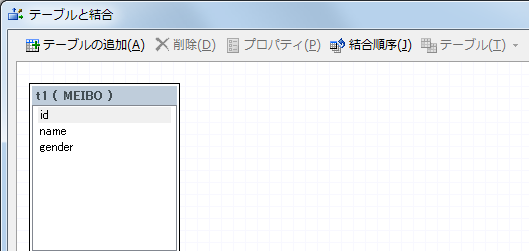 テーブルと結合
テーブルの追加(A) 削除(D) プロパティ(P) 結合順序(J) テーブル(T)
t1 ( MEIBO )
id
name
gender